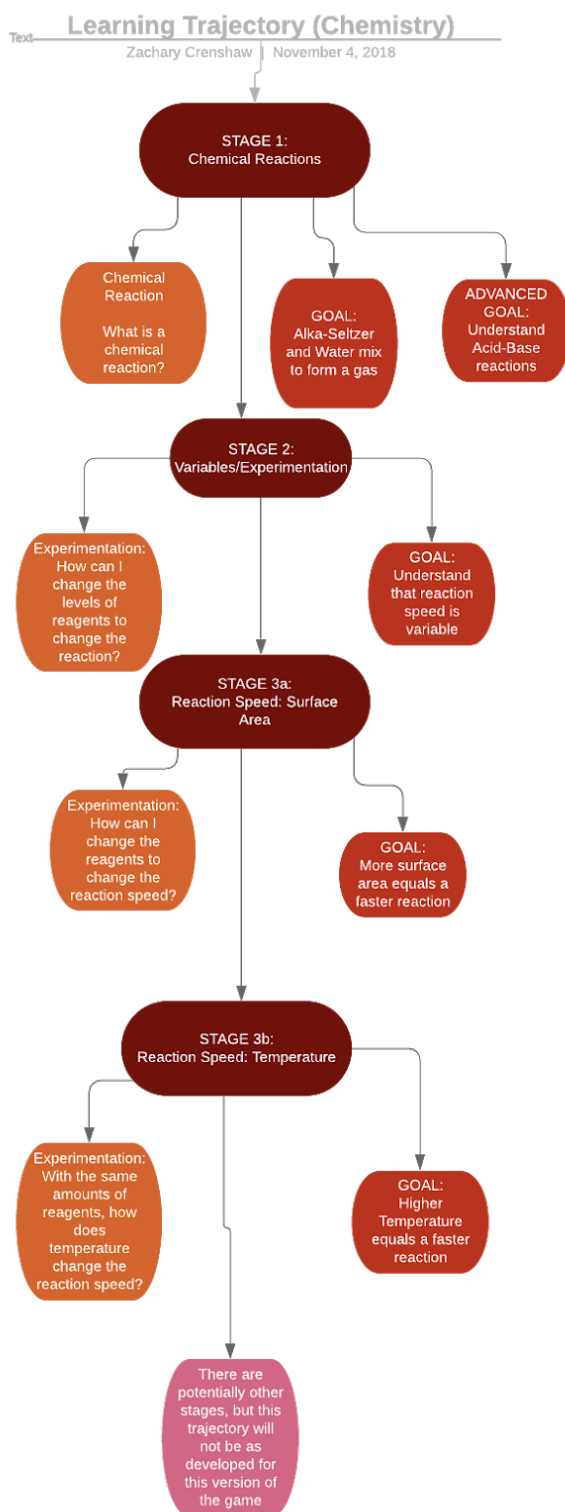 Learning Trajectory (Chemistry)
Text
Zachary Crenshaw | November 4, 2018
STAGE 1:
Chemical Reactions
Chemical
Reaction
What is a
chemical
reaction?
GOAL:
Alka-Seltzer
and Water mix
to form a gas
ADVANCED
GOAL:
Understand
Acid-Base
reactions
STAGE 2:
Variables/Experimentation
Experimentation:
How can I
change the
levels of
reagents to
change the
reaction?
GOAL:
Understand
that reaction
speed is
variable
STAGE 3a:
Reaction Speed: Surface
Area
Experimentation:
How can I
change the
reagents to
change the
reaction speed?
GOAL:
More surface
area equals a
faster reaction
STAGE 3b:
Reaction Speed: Temperature
Experimentation:
With the same
amounts of
reagents, how
does
temperature
change the
reaction speed?
GOAL:
Higher
Temperature
equals a faster
reaction
There are
potentially other
stages, but this
trajectory will
not be as
developed for
this version of
the game